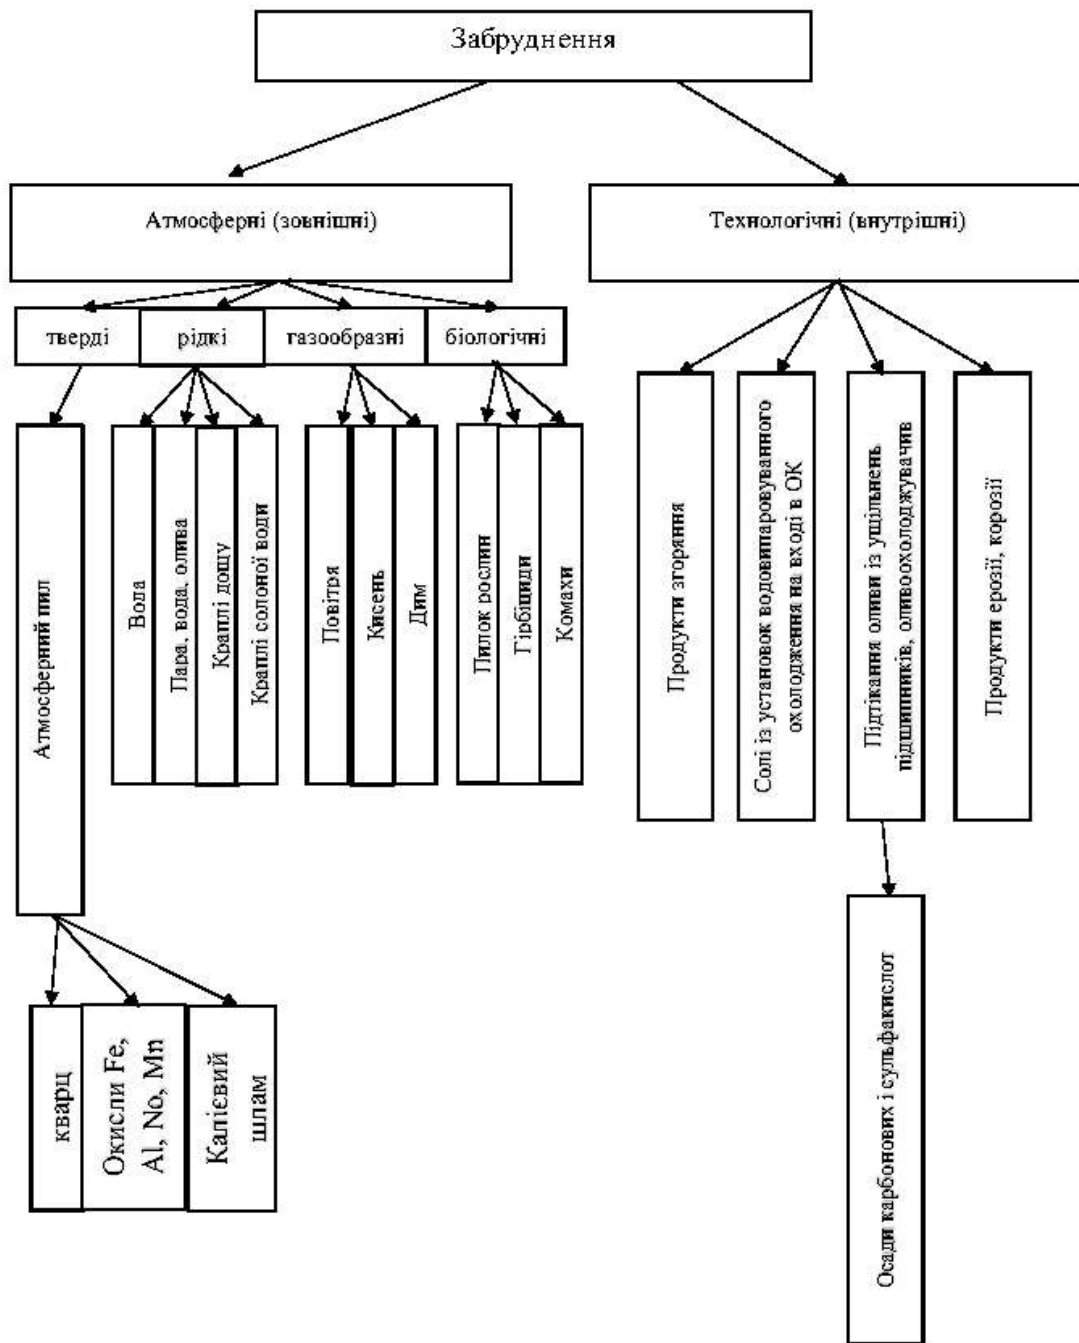 Забруднення
Атмосферні (зовнішні)
Технологічні (внутрішні)
тверді
рідкі
газообразні
біологічні
Атмосферний пил
Вода
Пара, вода, олива
Краплі дощу
Краплі солоної води
Повітря
Кисень
Дим
Пилок рослин
Гірбіциди
Комахи
Продукти згоряння
Солі із установок водовипаровуванного
охолодження на вході в ОК
Підтікання оливи із ущільнень
підшипників, оливоохолоджувачив
Продукти ерозії, корозії
кварц
Окисли Fe,
Al, No, Mn
Калієвий
шлам
Осади карбонових і сульфакислот